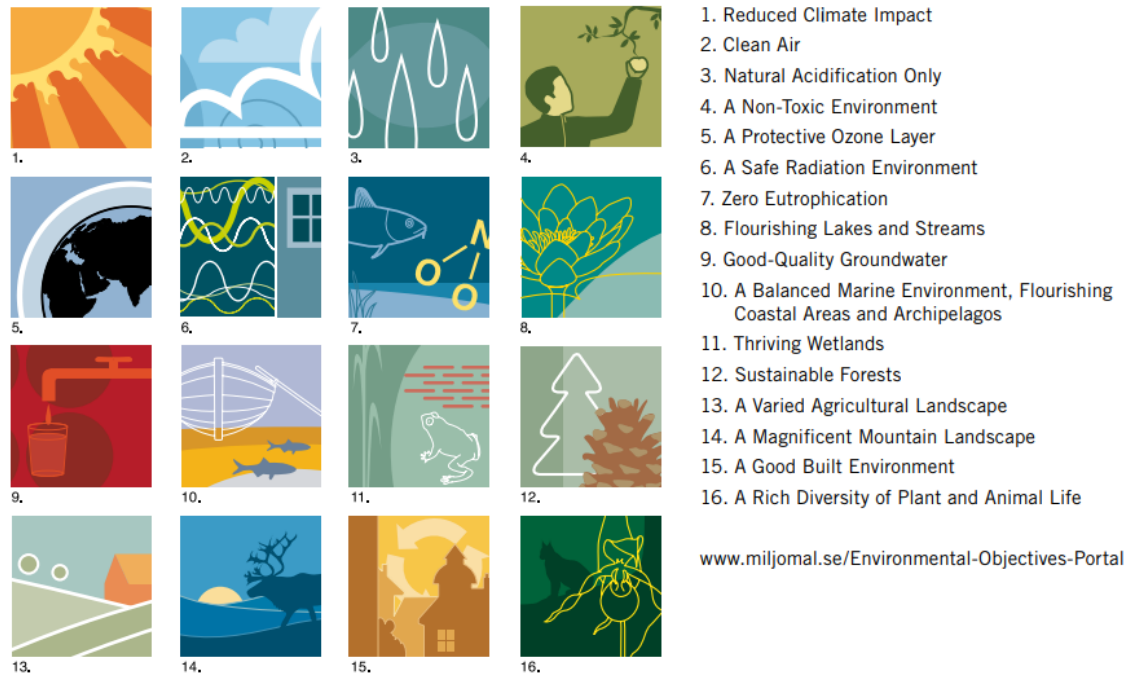 1. Reduced Climate Impact
2. Clean Air
3. Natural Acidification Only
4. A Non-Toxic Environment
5. A Protective Ozone Layer
6. A Safe Radiation Environment
7. Zero Eutrophication
8. Flourishing Lakes and Streams
9. Good-Quality Groundwater
10. A Balanced Marine Environment, Flourishing
Coastal Areas and Archipelagos
11. Thriving Wetlands
12. Sustainable Forests
13. A Varied Agricultural Landscape
14. A Magnificent Mountain Landscape
15. A Good Built Environment
16. A Rich Diversity of Plant and Animal Life
www.miljomal.se/Environmental-Objectives-Portal
1. 2. 3. 4.
N
O
O
5. 6. 7. 8.
9. 10. 11. 12.
13. 14. 15. 16.